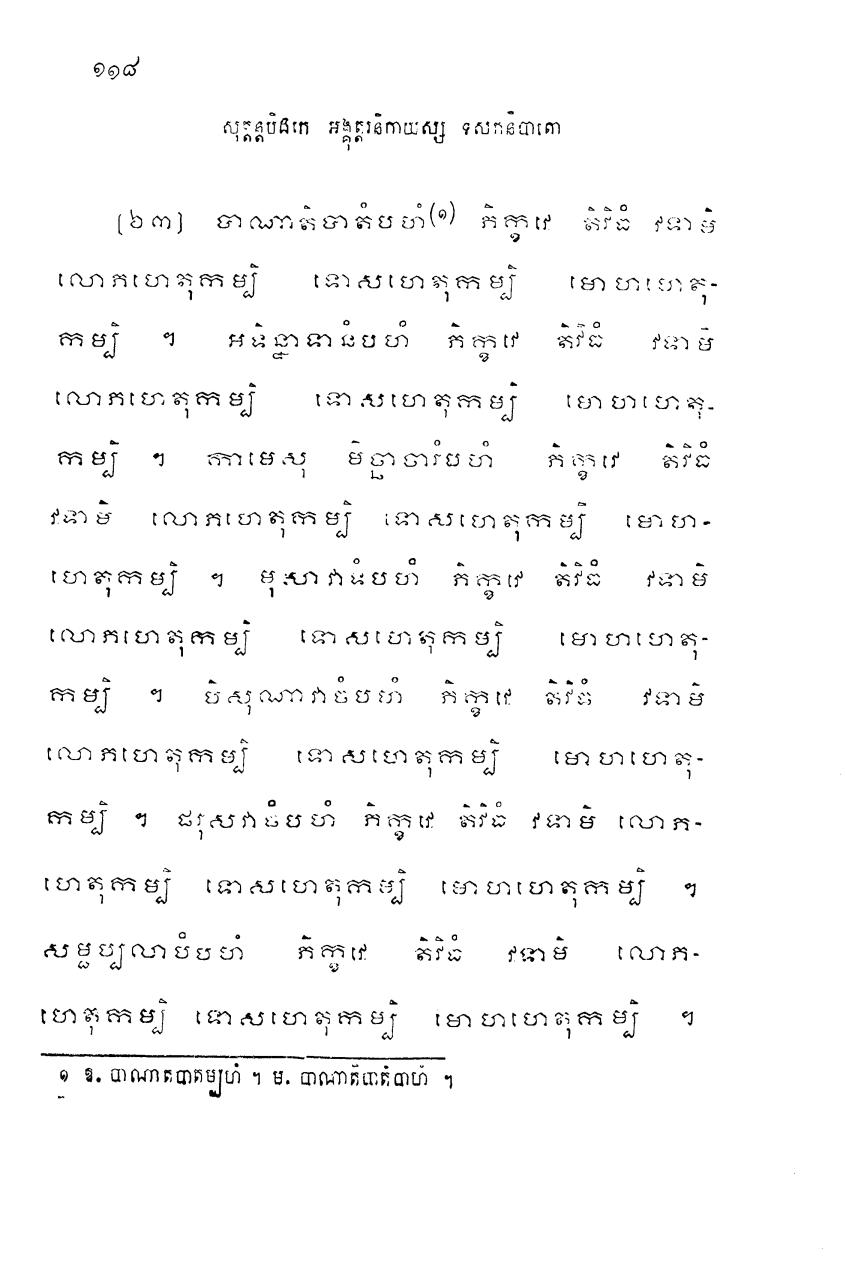 ១១៨
សុត្តន្តបិដកេ អង្គុត្តរនិកាយស្ស ទសកនិបាតោ
[៦៣] បាណាតិបាតំបហំ(១) ភិក្ខវេ តិវិធំ វទាមិ
លោភហេតុកម្បិ ទោសហេតុកម្បិ មោហហេតុ-
កម្បិ ។ អទិន្នាទានំបហំ ភិក្ខវេ តិវិធំ វទាមិ
លោភហេតុកម្បិ ទោសហេតុកម្បិ មោហហេតុ-
កម្បិ ។ កាមេសុ មិច្ឆាចារំបហំ ភិក្ខវេ តិវិធំ
វទាមិ លោភហេតុកម្បិ ទោសហេតុកម្បិ មោហ-
ហេតុកម្បិ ។ មុសាវាទំបហំ ភិក្ខវេ តិវិធំ វទាមិ
លោភហេតុកម្បិ ទោសហេតុកម្បិ មោហហេតុ-
កម្បិ ។ បិសុណាវាចំបហំ ភិក្ខវេ តិវិធំ វទាមិ
លោភហេតុកម្បិ ទោសហេតុកម្បិ មោហហេតុ-
កម្បិ ។ ផរុសវាចំបហំ ភិក្ខវេ តិវិធំ វទាមិ លោភ-
ហេតុកម្បិ ទោសហេតុកម្បិ មោហហេតុកម្បិ ។
សម្ផប្បលាបំបហំ ភិក្ខវេ តិវិធំ វទាមិ លោភ-
ហេតុកម្បិ ទោសហេតុកម្បិ មោហហេតុកម្បិ ។
១ ឱ. បាណាតបាតម្បហំ ។ ម. បាណាតិបាតំបាហំ ។